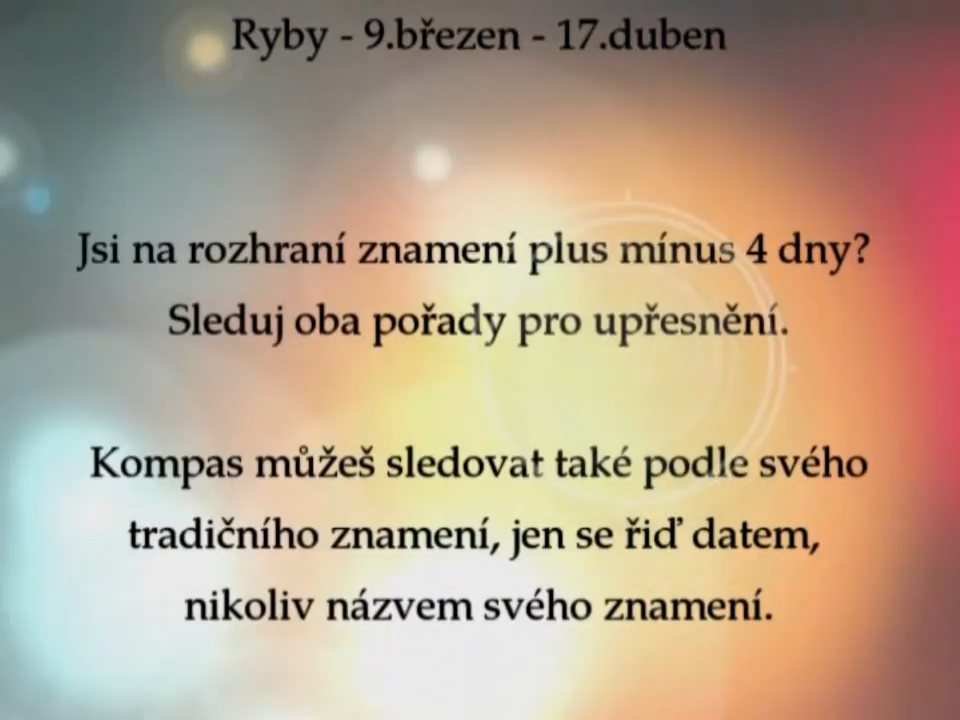 Ryby - 9.březen - 17.duben
Jsi na rozhraní znamení plus mínus 4 dny?
Sleduj oba pořady pro upřesnění.
Kompas můžeš sledovat také podle svého
tradičního znamení, jen se řiď datem,
nikoliv názvem svého znamení.